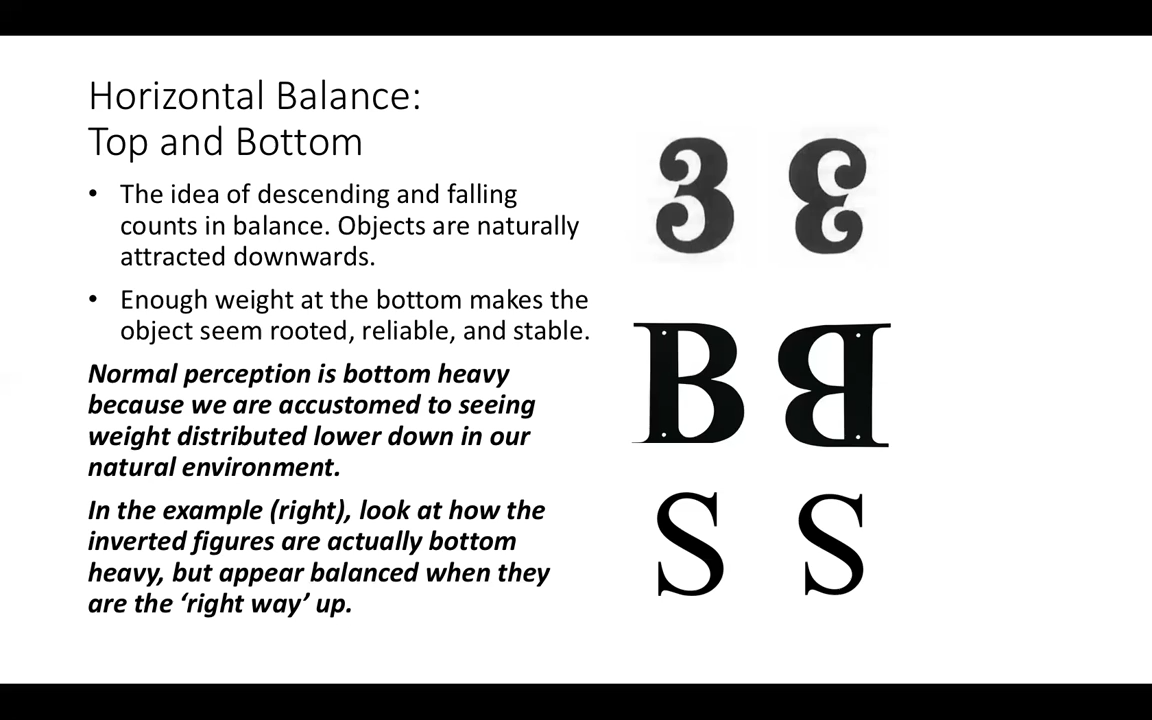 Horizontal Balance:
Top and Bottom
• The idea of descending and falling
counts in balance. Objects are naturally
attracted downwards.
• Enough weight at the bottom makes the
object seem rooted, reliable, and stable.
Normal perception is bottom heavy
because we are accustomed to seeing
weight distributed lower down in our
natural environment.
In the example (right), look at how the
inverted figures are actually bottom
heavy, but appear balanced when they
are the ‘right way’ up.
3 3
B B
S S